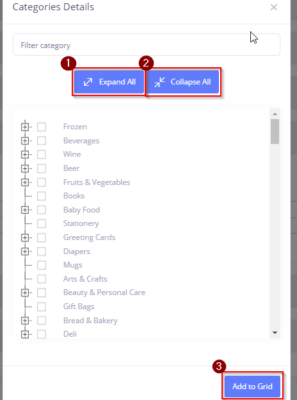 Categories Details
Filter category
1 2
Expand All Collapse All
Frozen
Beverages
Wine
Beer
Fruits & Vegetables
Books
Baby Food
Stationery
Greeting Cards
Diapers
Mugs
Arts & Crafts
Beauty & Personal Care
Gift Bags
Bread & Bakery
Deli
3
Add to Grid